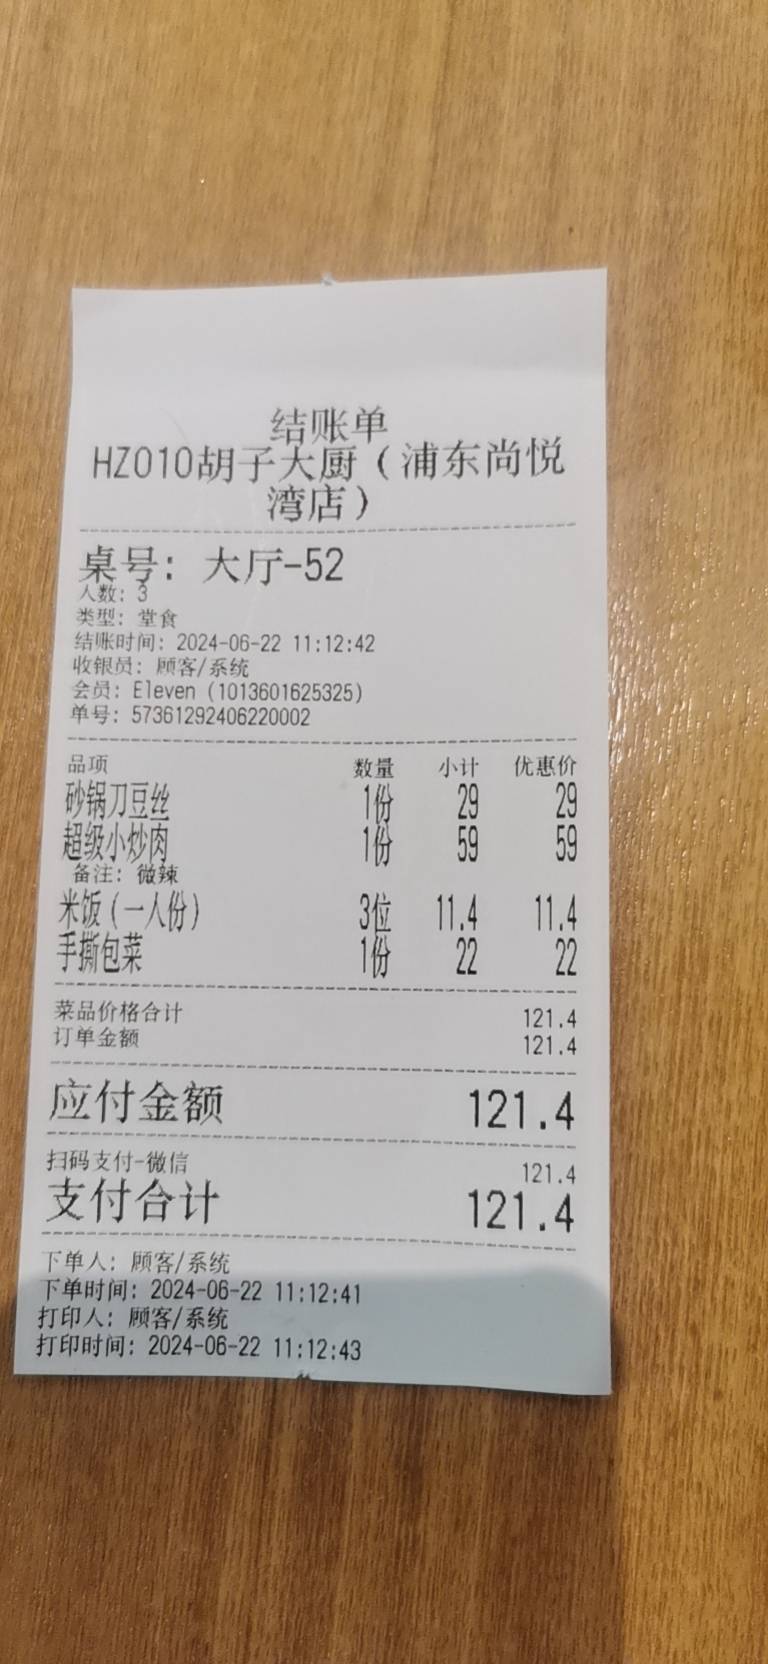 结账单
HZ010胡子大厨（浦东尚悦
湾店）
桌号：大厅-52
人数：3
类型：堂食
结账时间：2024-06-22 11:12:42
收银员：顾客/系统
会员：Eleven (1013601625325)
单号：57361292406220002
品项 数量 小计 优惠价
砂锅刀豆丝 1份 29 29
超级小炒肉 1份 59 59
备注：微辣
米饭（一人份） 3位 11.4 11.4
手撕包菜 1份 22 22
菜品价格合计 121.4
订单金额 121.4
应付金额 121.4
扫码支付-微信 121.4
支付合计 121.4
下单人：顾客/系统
下单时间：2024-06-22 11:12:41
打印人：顾客/系统
打印时间：2024-06-22 11:12:43